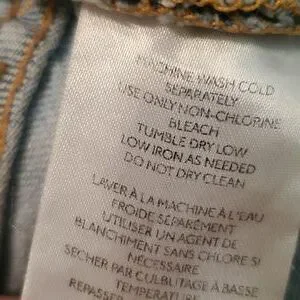 MACHINE WASH COLD
SEPARATELY
USE ONLY NON-CHLORINE
BLEACH
TUMBLE DRY LOW
LOW IRON AS NEEDED
DO NOT DRY CLEAN
LAVER À LA MACHINE À L'EAU
FROIDE SÉPARÉMENT
UTILISER UN AGENT DE
BLANCHIMENT SANS CHLORE SI
NÉCESSAIRE
SÉCHER PAR CULBUTAGE À BASSE
TEMPÉRATURE
REPASSER